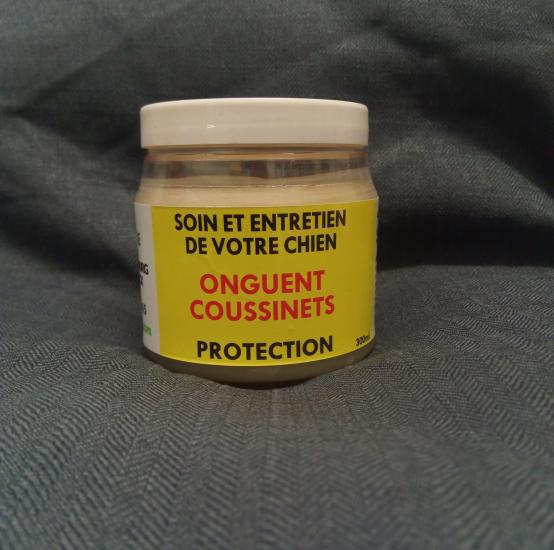 SOIN ET ENTRETIEN
DE VOTRE CHIEN
ONGUENT
COUSSINETS
PROTECTION
300ml